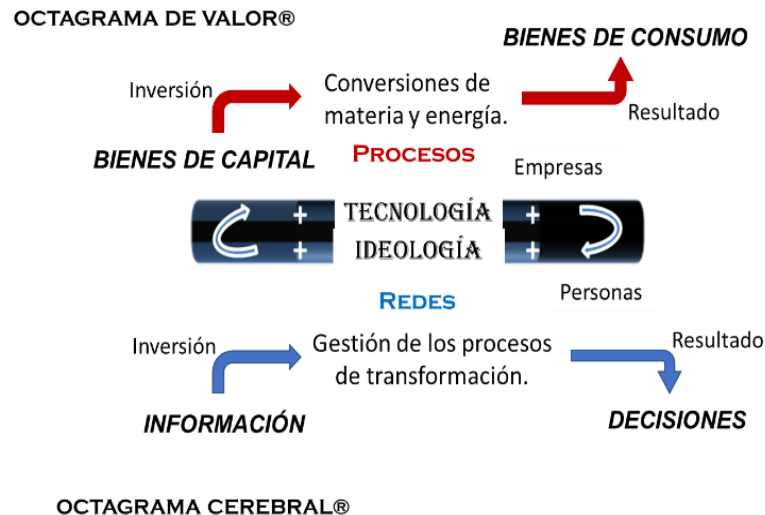 OCTAGRAMA DE VALOR®
BIENES DE CONSUMO
Inversión
Conversiones de
materia y energía.
Resultado
BIENES DE CAPITAL
PROCESOS
Empresas
+ TECNOLOGÍA +
+ IDEOLOGÍA +
REDES
Personas
Inversión
Gestión de los procesos
de transformación.
Resultado
INFORMACIÓN
DECISIONES
OCTAGRAMA CEREBRAL®